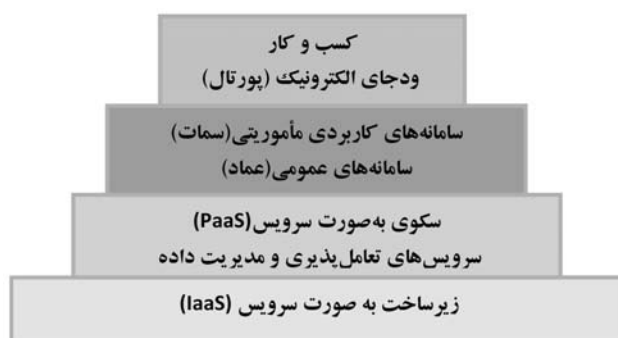 کسب و کار
ودجای الکترونیك (پورتال)
سامانه‌های کاربردی مأموریتی(سمات)
سامانه‌های عمومی(عماد)
سکوی به‌صورت سرویس(PaaS)
سرویس‌های تعامل‌پذیری و مدیریت داده
زیرساخت به صورت سرویس (IaaS)